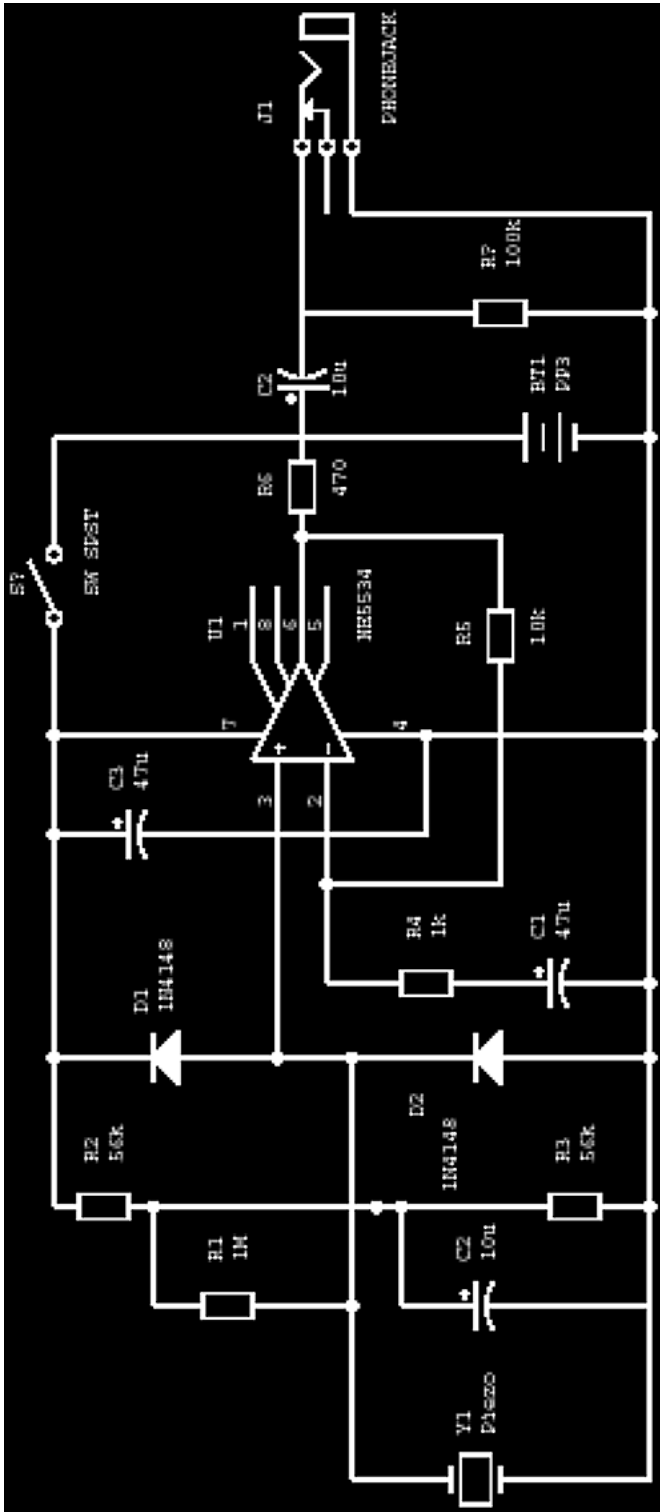 J1
PHONEJACK
R?
100k
C2
10u
BT1
PP3
R6
470
S?
SW SPST
U1
1
8
6
5
NE5534
R5
10k
7
4
3
2
+
-
C3
47u
R4
1k
C1
47u
D1
1N4148
D2
1N4148
R2
56k
R3
56k
R1
1M
C2
10u
Y1
Piezo